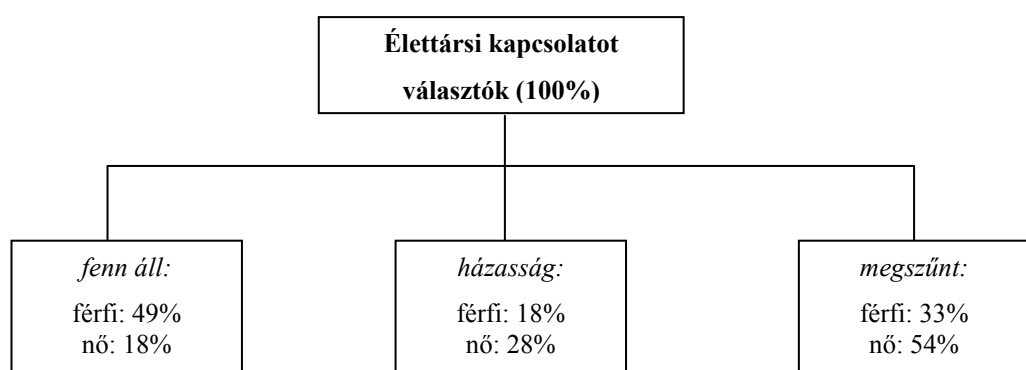 Élettársi kapcsolatot
választók (100%)
fenn áll:
férfi: 49%
nő: 18%
házasság:
férfi: 18%
nő: 28%
megszűnt:
férfi: 33%
nő: 54%